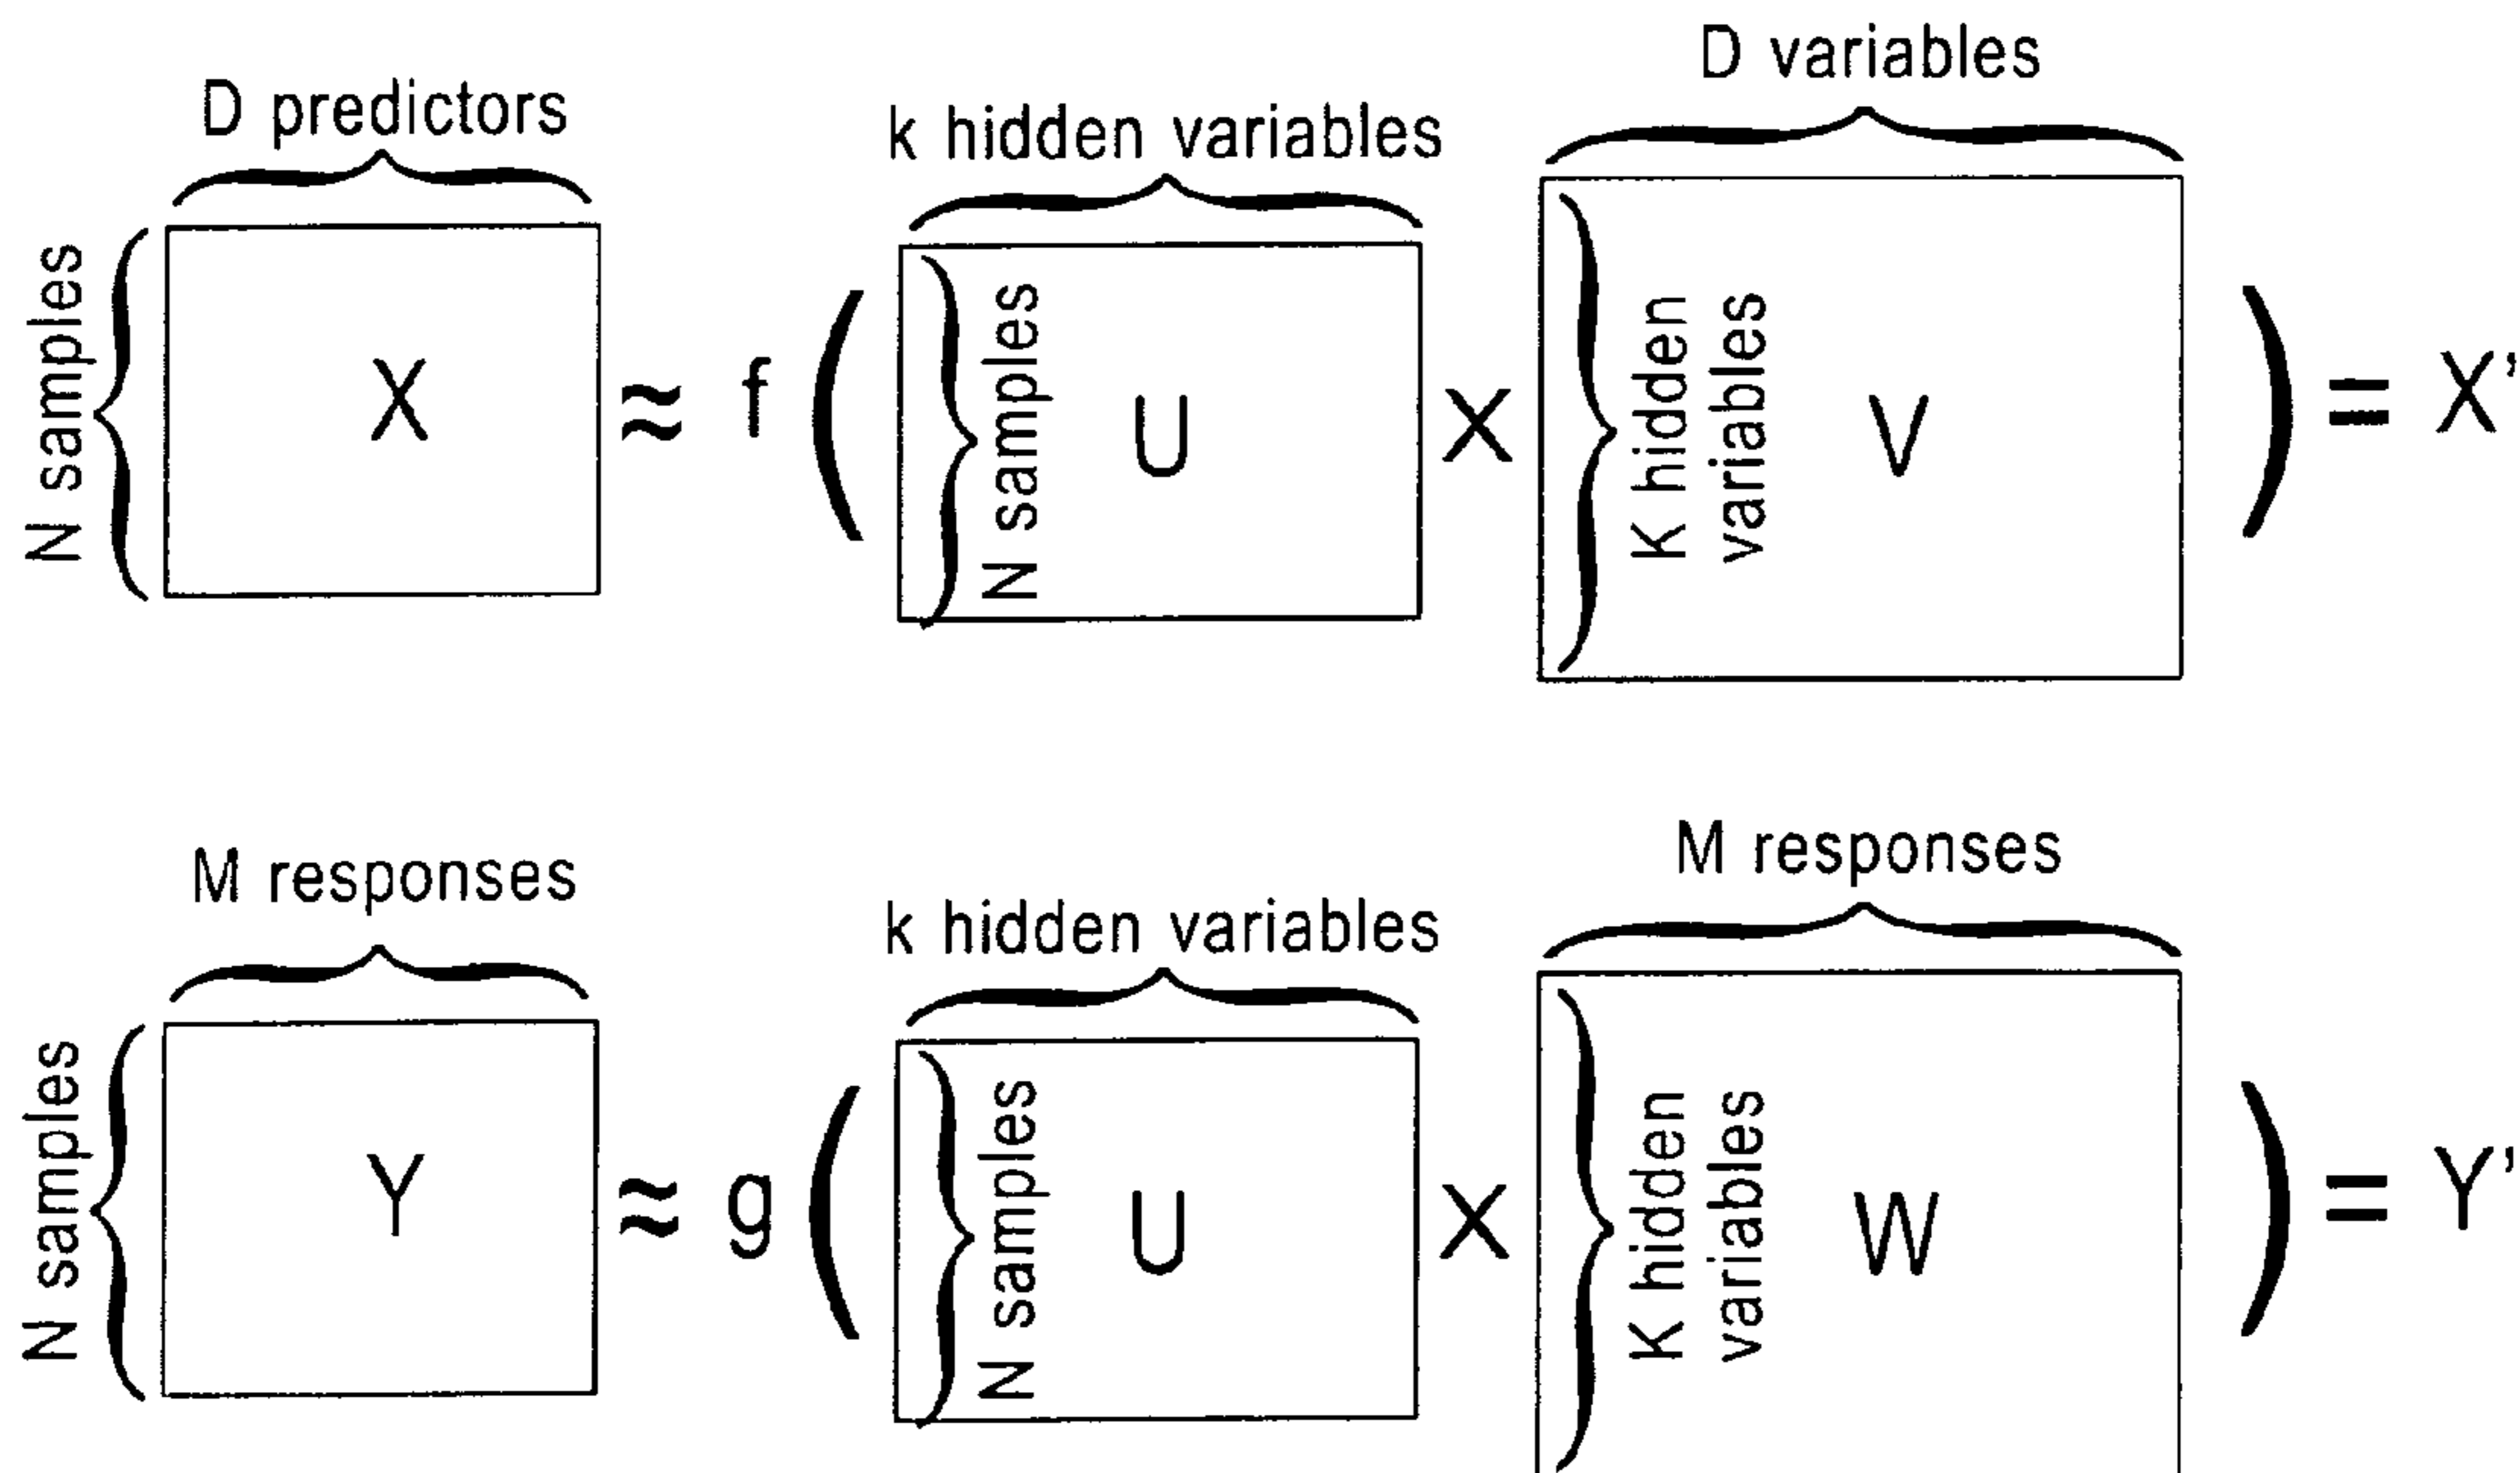 D predictors
k hidden variables
D variables
N samples
X
≈
f
(
N samples
U
X
K hidden
variables
V
)
=
X'
M responses
k hidden variables
M responses
N samples
Y
≈
g
(
N samples
U
X
K hidden
variables
W
)
=
Y'